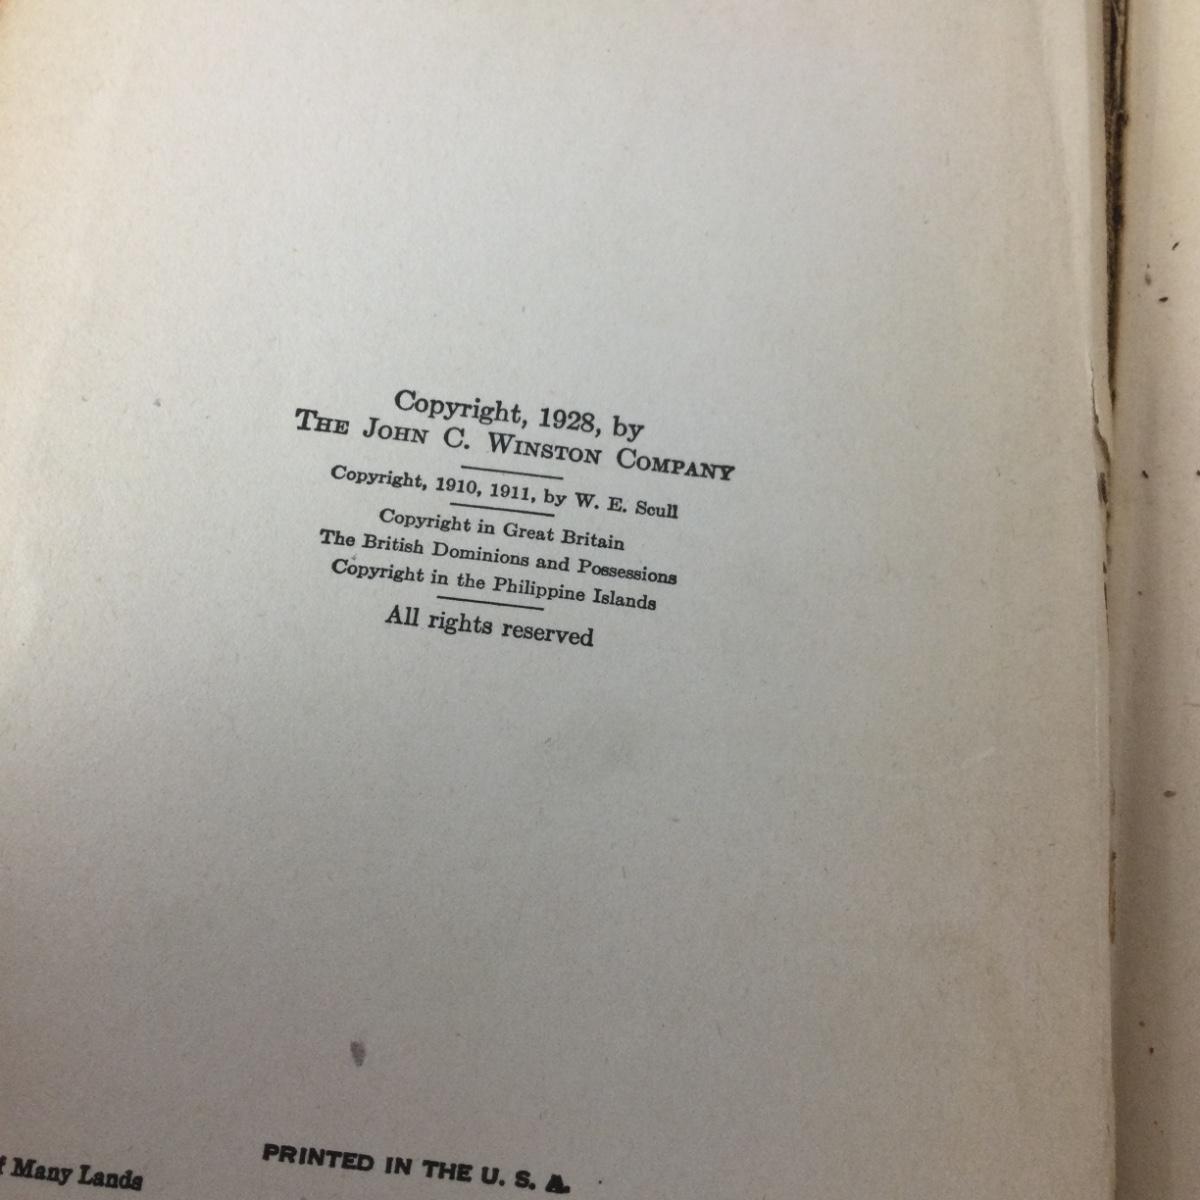 Copyright, 1928, by
THE JOHN C. WINSTON COMPANY
Copyright, 1910, 1911, by W. E. Scull
Copyright in Great Britain
The British Dominions and Possessions
Copyright in the Philippine Islands
All rights reserved
PRINTED IN THE U. S. A.
Many Lands